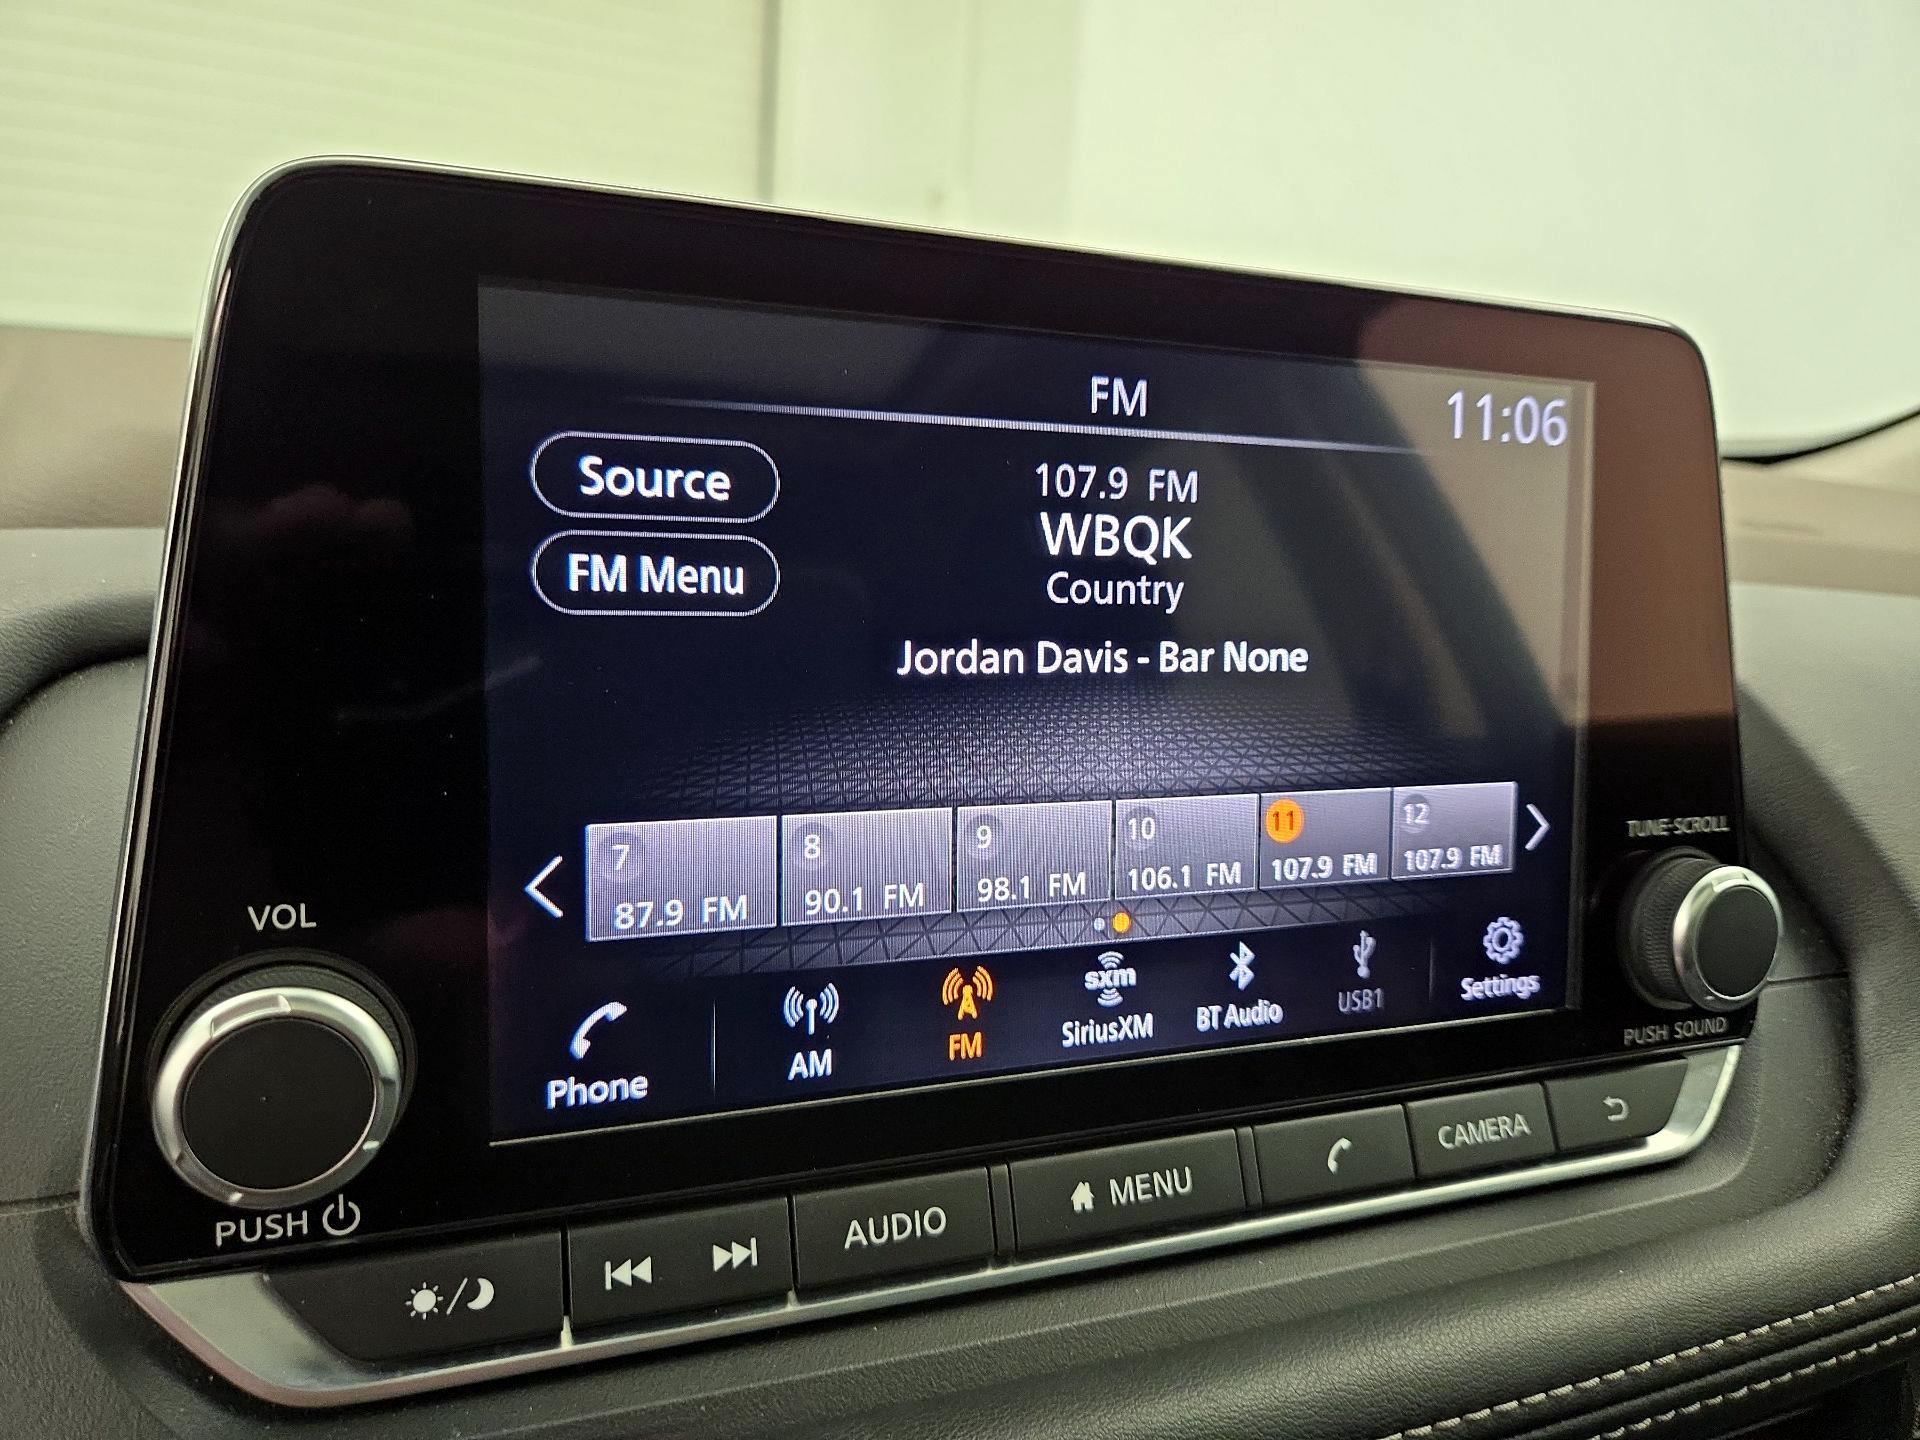 FM
11:06
Source
107.9 FM
WBQK
FM Menu
Country
Jordan Davis - Bar None
7
8
9
10
11
12
87.9 FM
90.1 FM
98.1 FM
106.1 FM
107.9 FM
107.9 FM
Phone
AM
FM
sxm
SiriusXM
BT Audio
USB1
Settings
VOL
PUSH
TUNE·SCROLL
PUSH SOUND
AUDIO
MENU
CAMERA